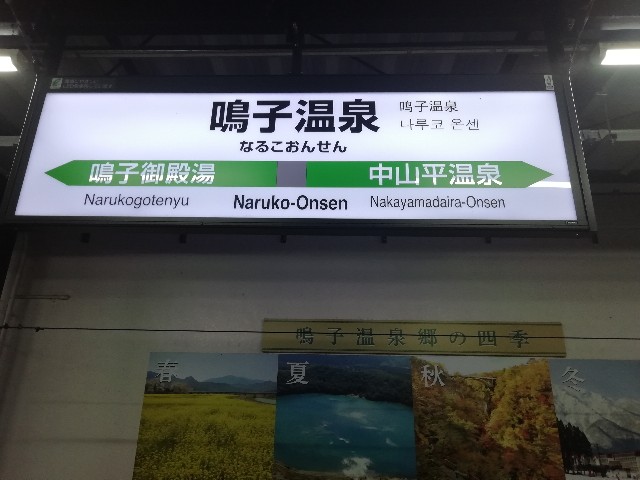 鳴子温泉
鸣子温泉
나루코 온센
なるこおんせん
鳴子御殿湯
中山平温泉
Narukogotenyu
Naruko-Onsen
Nakayamadaira-Onsen
鳴子温泉郷の四季
春
夏
秋
冬